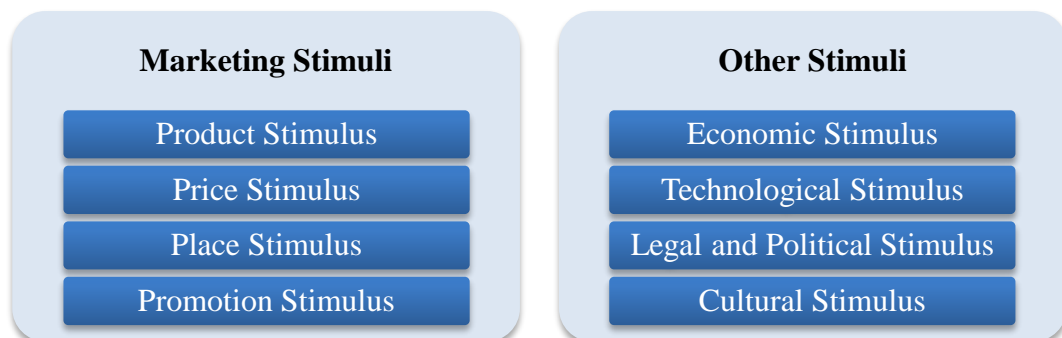 Marketing Stimuli
Product Stimulus
Price Stimulus
Place Stimulus
Promotion Stimulus
Other Stimuli
Economic Stimulus
Technological Stimulus
Legal and Political Stimulus
Cultural Stimulus